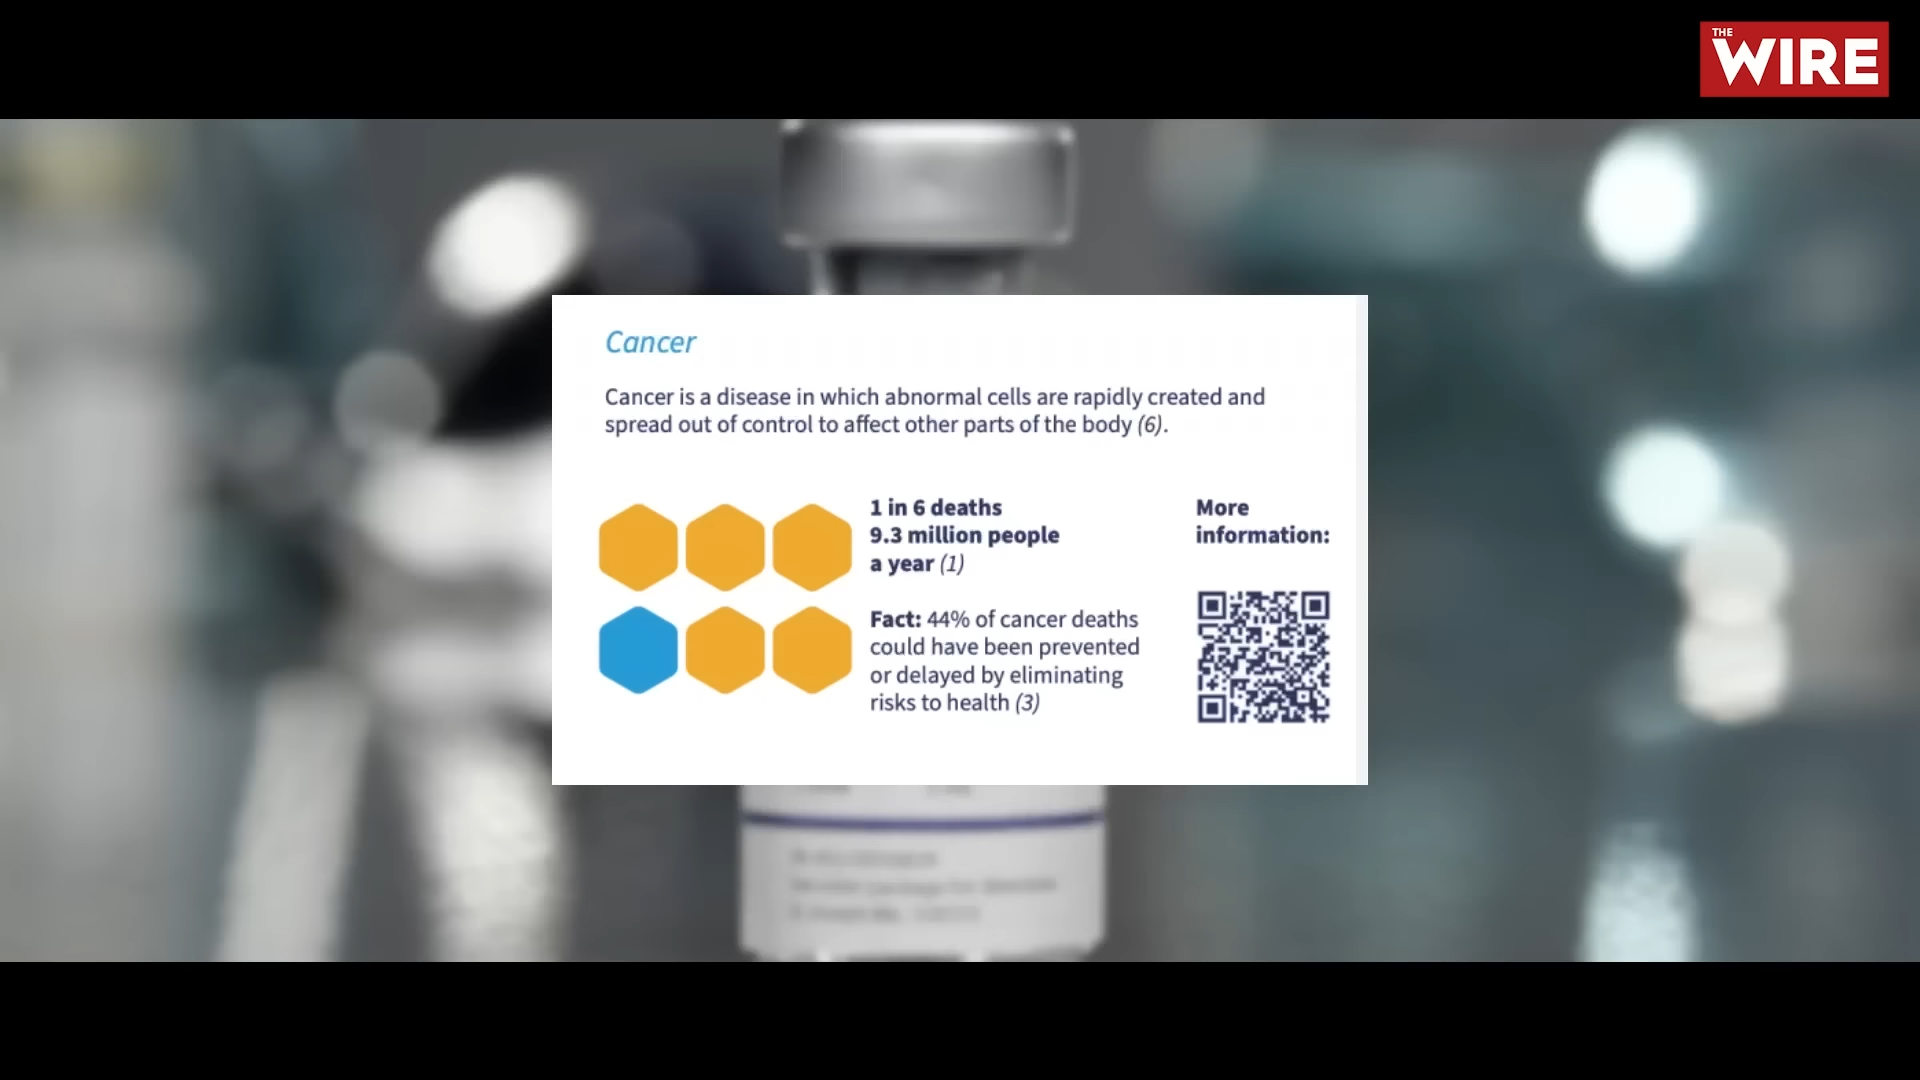 THE
WIRE
Cancer
Cancer is a disease in which abnormal cells are rapidly created and
spread out of control to affect other parts of the body (6).
1 in 6 deaths
9.3 million people
a year (1)
Fact: 44% of cancer deaths
could have been prevented
or delayed by eliminating
risks to health (3)
More
information: